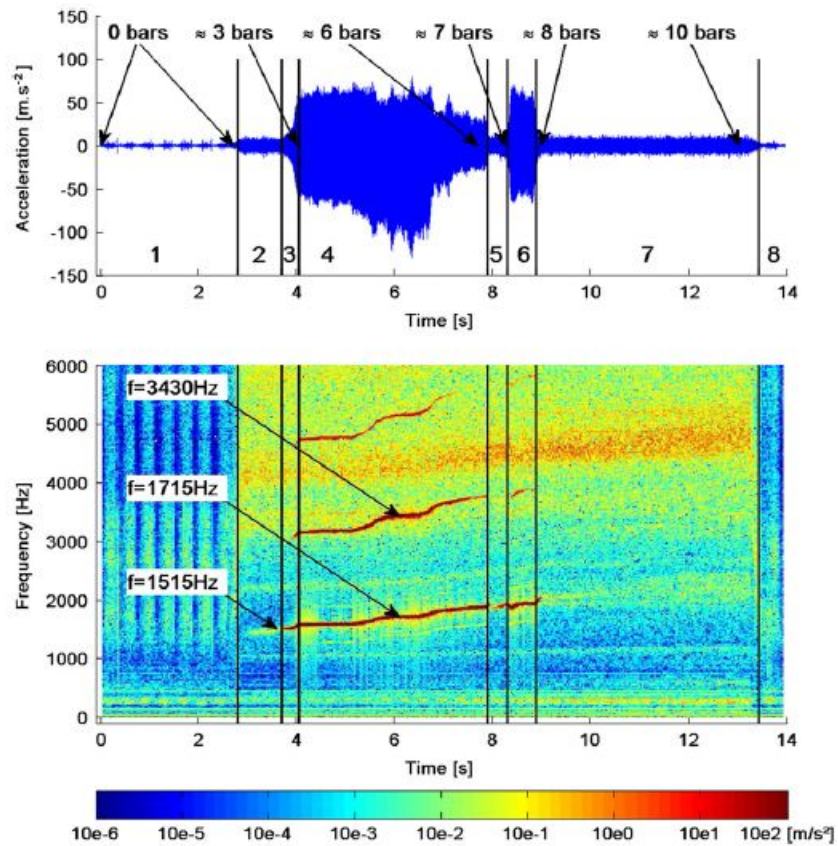 0 bars ≈ 3 bars ≈ 6 bars ≈ 7 bars ≈ 8 bars ≈ 10 bars
150
100
50
0
-50
-100
-150
Acceleration [m.s⁻²]
1 2 3 4 5 6 7 8
0 2 4 6 8 10 12 14
Time [s]
6000
5000
4000
3000
2000
1000
0
Frequency [Hz]
f=3430Hz
f=1715Hz
f=1515Hz
0 2 4 6 8 10 12 14
Time [s]
10e-6 10e-5 10e-4 10e-3 10e-2 10e-1 10e0 10e1 10e2 [m/s²]